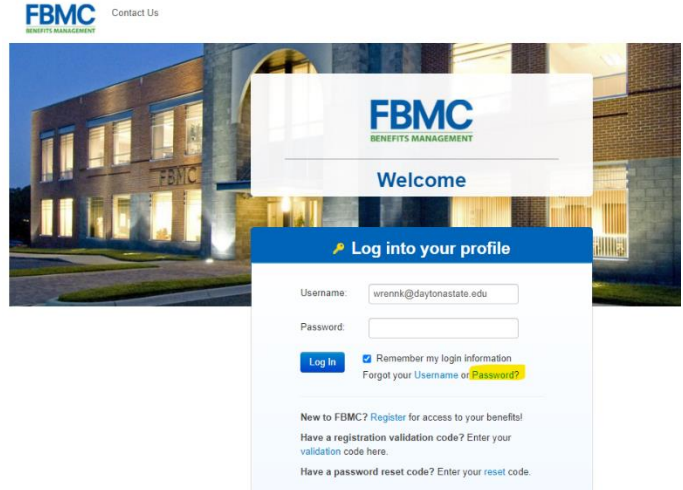 FBMC
BENEFITS MANAGEMENT
Contact Us
FBMC
FBMC
BENEFITS MANAGEMENT
Welcome
Log into your profile
Username:
wrennk@daytonastate.edu
Password:
Log In
Remember my login information
Forgot your Username or Password?
New to FBMC? Register for access to your benefits!
Have a registration validation code? Enter your
validation code here.
Have a password reset code? Enter your reset code.